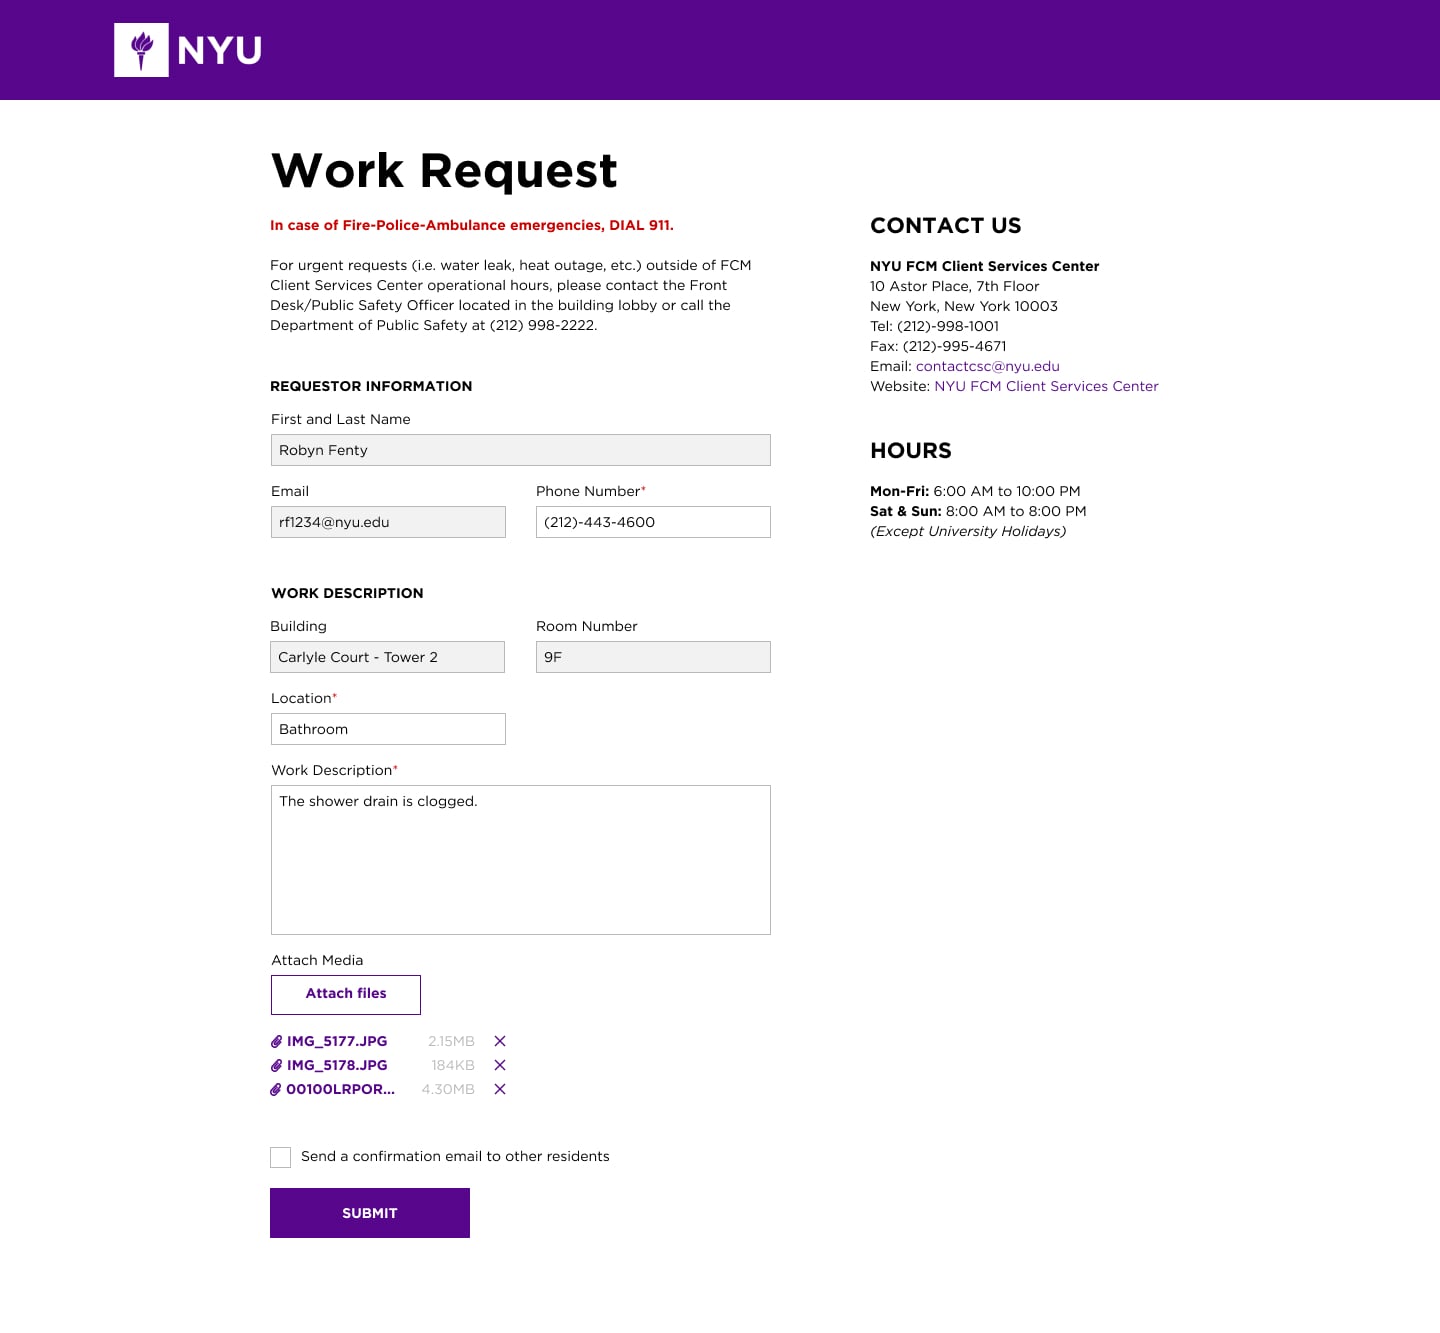 NYU
Work Request
In case of Fire-Police-Ambulance emergencies, DIAL 911.
For urgent requests (i.e. water leak, heat outage, etc.) outside of FCM
Client Services Center operational hours, please contact the Front
Desk/Public Safety Officer located in the building lobby or call the
Department of Public Safety at (212) 998-2222.
REQUESTOR INFORMATION
First and Last Name
Robyn Fenty
Email
rf1234@nyu.edu
Phone Number*
(212)-443-4600
WORK DESCRIPTION
Building
Carlyle Court - Tower 2
Room Number
9F
Location*
Bathroom
Work Description*
The shower drain is clogged.
Attach Media
Attach files
IMG_5177.JPG 2.15MB
IMG_5178.JPG 184KB
00100LRPOR... 4.30MB
Send a confirmation email to other residents
SUBMIT
CONTACT US
NYU FCM Client Services Center
10 Astor Place, 7th Floor
New York, New York 10003
Tel: (212)-998-1001
Fax: (212)-995-4671
Email: contactcsc@nyu.edu
Website: NYU FCM Client Services Center
HOURS
Mon-Fri: 6:00 AM to 10:00 PM
Sat & Sun: 8:00 AM to 8:00 PM
(Except University Holidays)